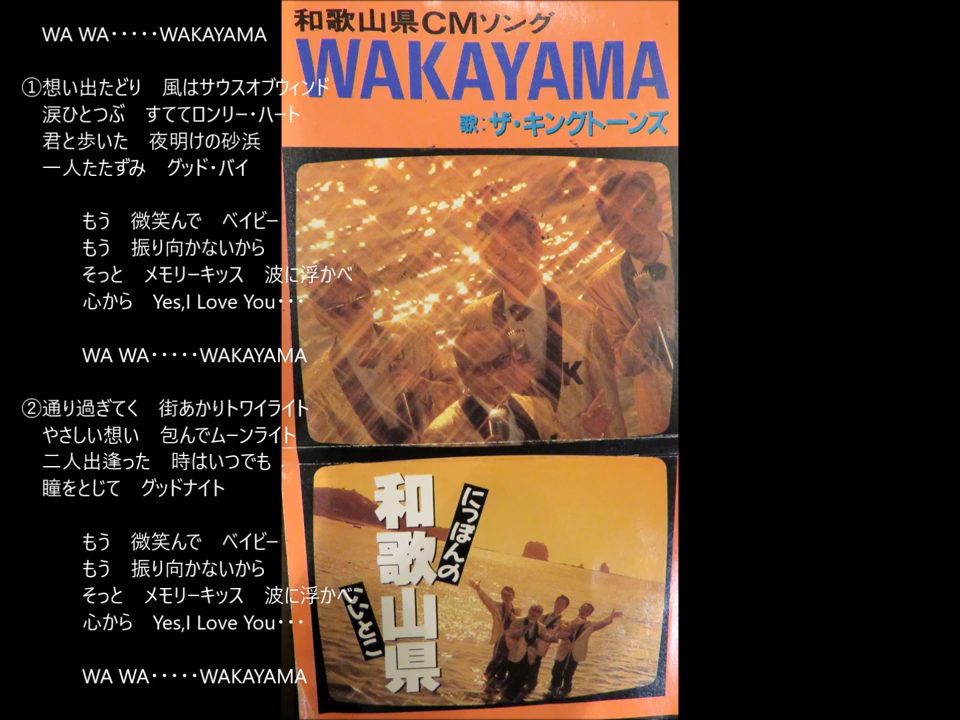 WA WA・・・・・WAKAYAMA
①想い出たどり　風はサウスオブウィンド
涙ひとつぶ　すててロンリー・ハート
君と歩いた　夜明けの砂浜
一人たたずみ　グッド・バイ
もう　微笑んで　ベイビー
もう　振り向かないから
そっと　メモリーキッス　波に浮かべ
心から　Yes,I Love You・・・
WA WA・・・・・WAKAYAMA
②通り過ぎてく　街あかりトワイライト
やさしい想い　包んでムーンライト
二人出逢った　時はいつでも
瞳をとじて　グッドナイト
もう　微笑んで　ベイビー
もう　振り向かないから
そっと　メモリーキッス　波に浮かべ
心から　Yes,I Love You・・・
WA WA・・・・・WAKAYAMA
和歌山県CMソング
WAKAYAMA
歌:ザ・キングトーンズ
K
にっぽんの
和歌山県
いいとこ